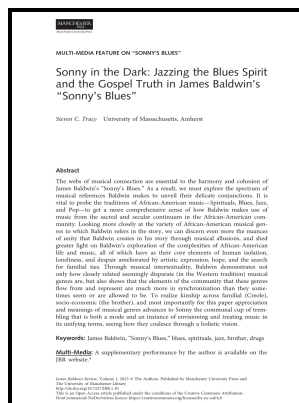 MANCHESTER
1824
Manchester University Press
MULTI-MEDIA FEATURE ON “SONNY’S BLUES”
Sonny in the Dark: Jazzing the Blues Spirit
and the Gospel Truth in James Baldwin’s
“Sonny’s Blues”
Steven C. Tracy University of Massachusetts, Amherst
Abstract
The webs of musical connection are essential to the harmony and cohesion of
James Baldwin’s “Sonny’s Blues.” As a result, we must explore the spectrum of
musical references Baldwin makes to unveil their delicate conjunctions. It is
vital to probe the traditions of African-American music—Spirituals, Blues, Jazz,
and Pop—to get a more comprehensive sense of how Baldwin makes use of
music from the sacred and secular continuum in the African-American com-
munity. Looking more closely at the variety of African-American musical gen-
res to which Baldwin refers in the story, we can discern even more the nuances
of unity that Baldwin creates in his story through musical allusions, and shed
greater light on Baldwin’s exploration of the complexities of African-American
life and music, all of which have as their core elements of human isolation,
loneliness, and despair ameliorated by artistic expression, hope, and the search
for familial ties. Through musical intertextuality, Baldwin demonstrates not
only how closely related seemingly disparate (in the Western tradition) musical
genres are, but also shows that the elements of the community that these genres
flow from and represent are much more in synchronization than they some-
times seem or are allowed to be. To realize kinship across familial (Creole),
socio-economic (the brother), and most importantly for this paper appreciation
and meanings of musical genres advances to Sonny the communal cup of trem-
bling that is both a mode and an instance of envisioning and treating music in
its unifying terms, seeing how they coalesce through a holistic vision.
Keywords: James Baldwin, “Sonny’s Blues,” blues, spirituals, jazz, brother, drugs
Multi-Media: A supplementary performance by the author is available on the
JBR website.*
James Baldwin Review, Volume 1, 2015 © The Authors. Published by Manchester University Press and
The University of Manchester Library
http://dx.doi.org/10.7227/JBR.1.10
This is an Open Access article published under the conditions of the Creative Commons Attribution-
NonCommercial-NoDerivatives licence https://creativecommons.org/licenses/by-nc-nd/4.0